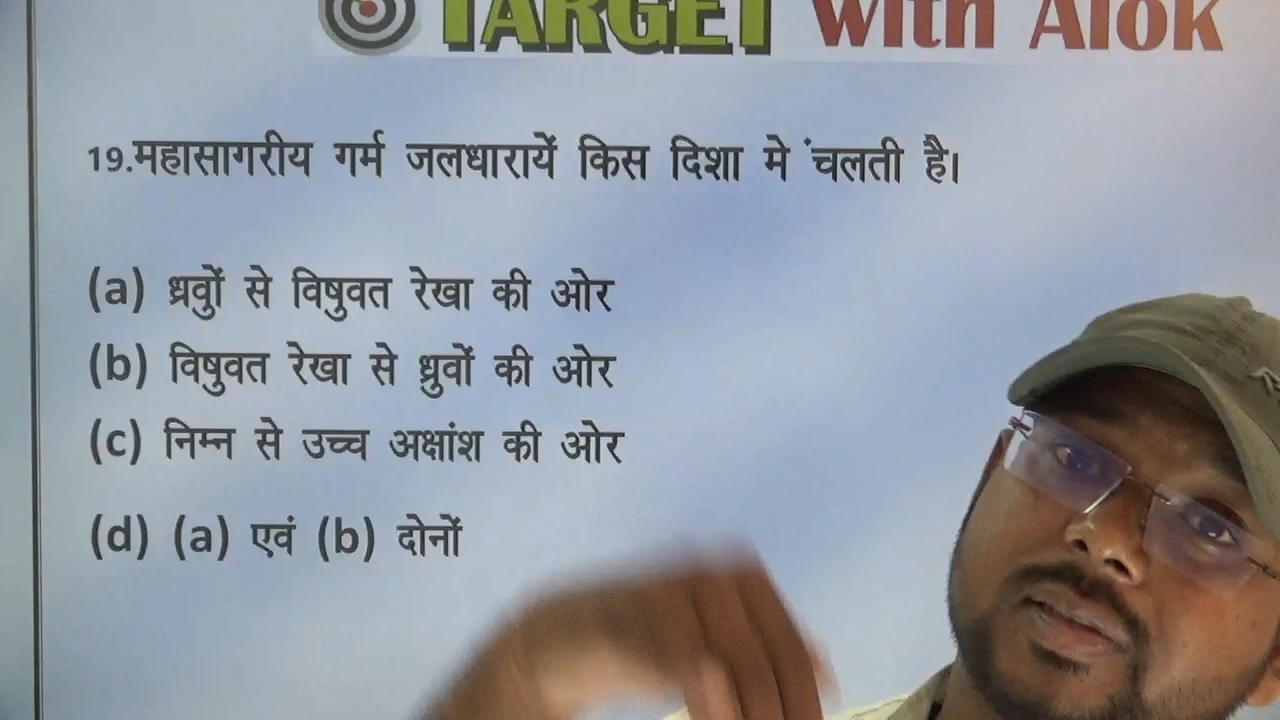 TARGET with Alok
19.महासागरीय गर्म जलधारायें किस दिशा मे ंचलती है।
(a) ध्रवुों से विषुवत रेखा की ओर
(b) विषुवत रेखा से ध्रुवों की ओर
(c) निम्न से उच्च अक्षांश की ओर
(d) (a) एवं (b) दोनों